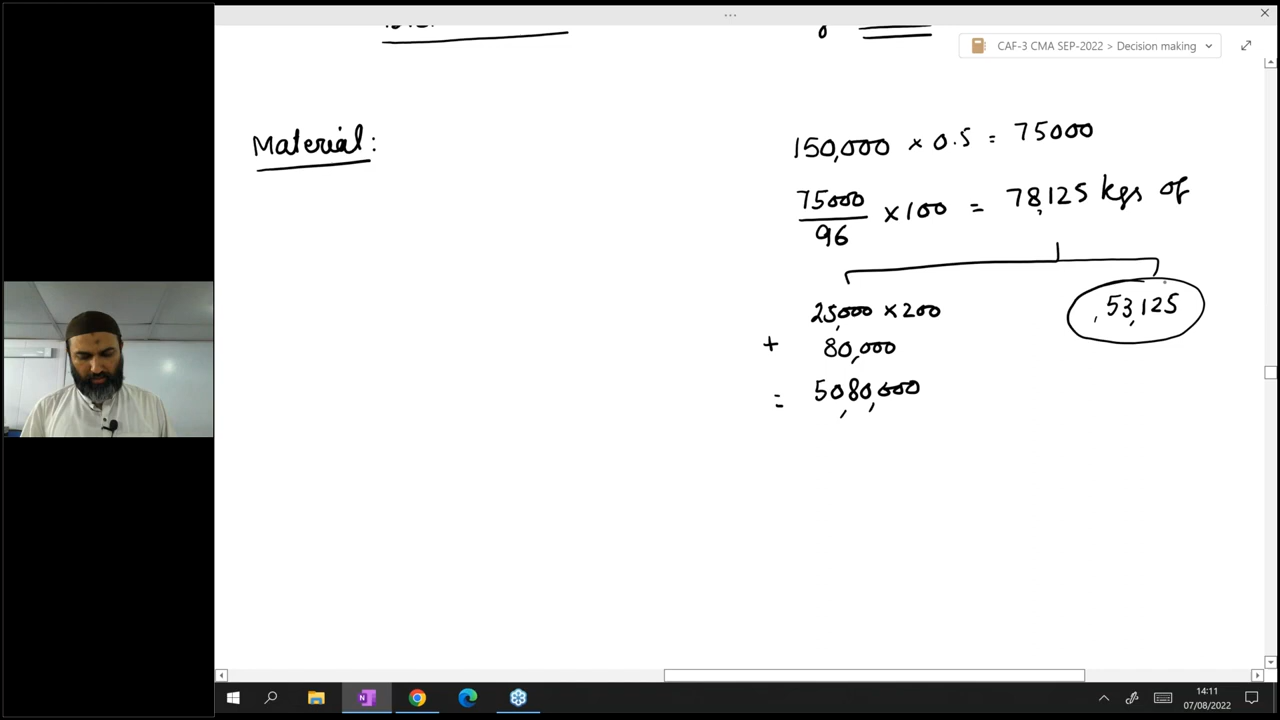 CAF-3 CMA SEP-2022 > Decision making
Material:
150,000 × 0.5 = 75000
75000
96
× 100 = 78,125 kgs of
25,000 × 200
53,125
+ 80,000
= 5080,000
14:11
07/08/2022